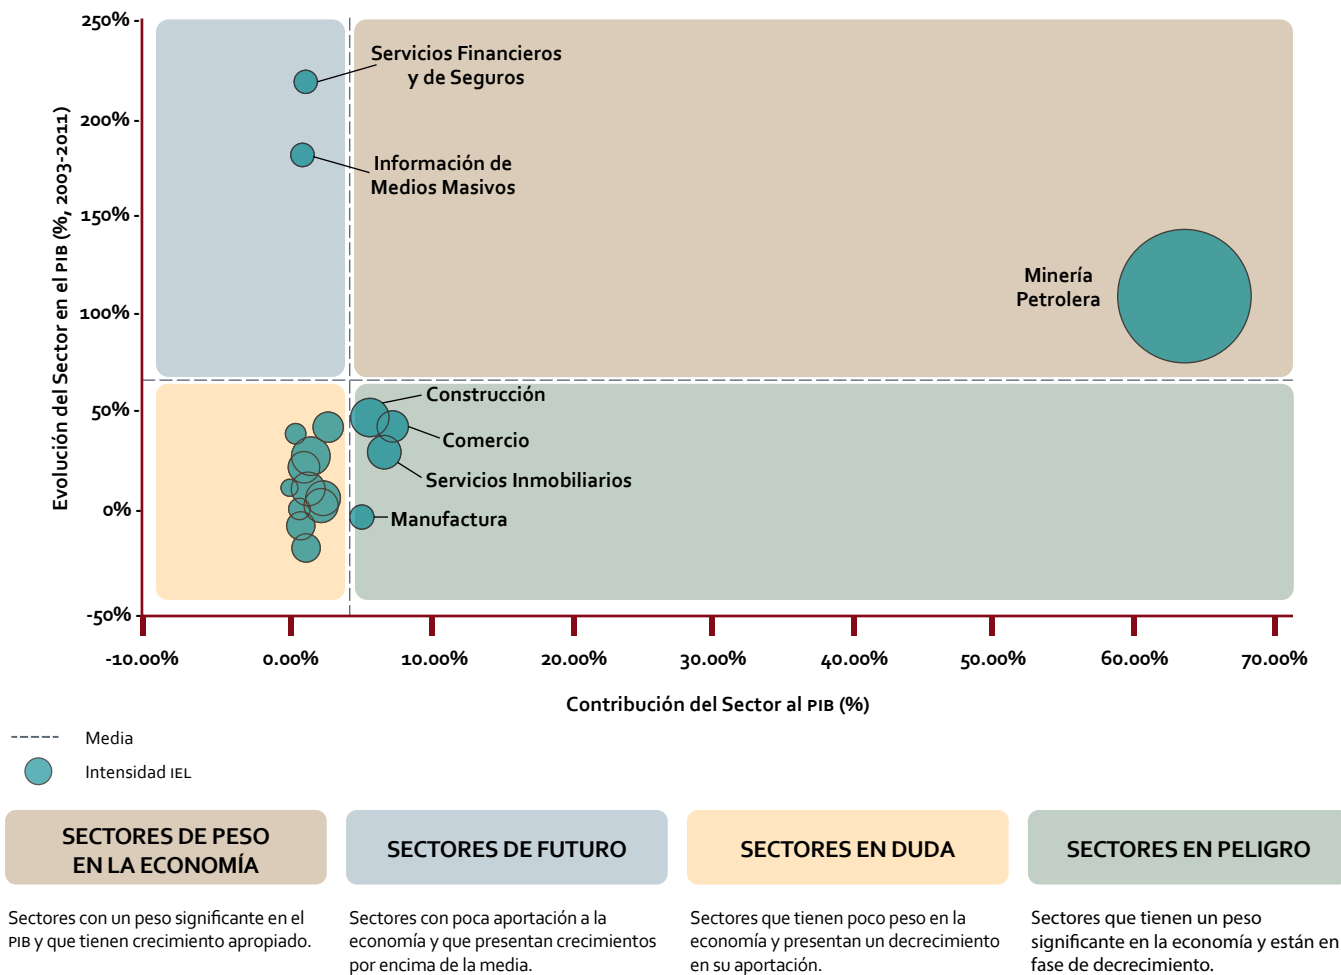 250%
200%
150%
100%
50%
0%
-50%
Evolución del Sector en el PIB (%, 2003-2011)
Servicios Financieros
y de Seguros
Información de
Medios Masivos
Minería
Petrolera
Construcción
Comercio
Servicios Inmobiliarios
Manufactura
-10.00%
0.00%
10.00%
20.00%
30.00%
40.00%
50.00%
60.00%
70.00%
Contribución del Sector al PIB (%)
Media
Intensidad IEL
SECTORES DE PESO
EN LA ECONOMÍA
Sectores con un peso significante en el
PIB y que tienen crecimiento apropiado.
SECTORES DE FUTURO
Sectores con poca aportación a la
economía y que presentan crecimientos
por encima de la media.
SECTORES EN DUDA
Sectores que tienen poco peso en la
economía y presentan un decrecimiento
en su aportación.
SECTORES EN PELIGRO
Sectores que tienen un peso
significante en la economía y están en
fase de decrecimiento.